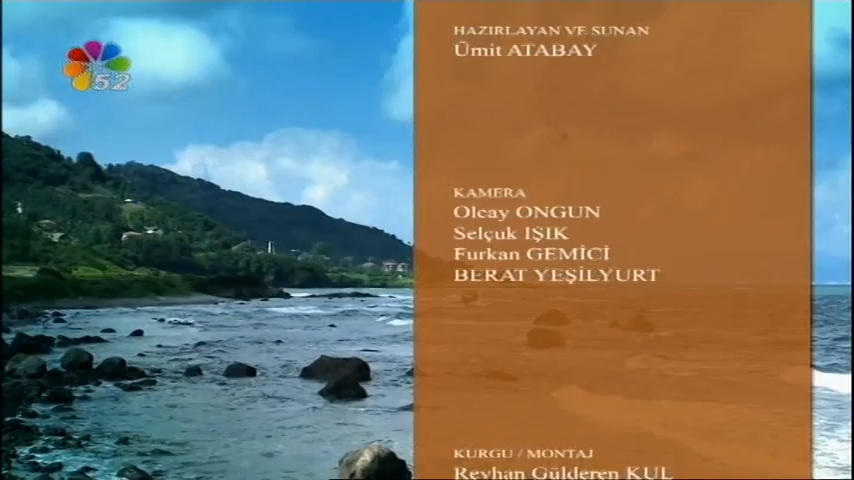 52
HAZIRLAYAN VE SUNAN
Ümit ATABAY
KAMERA
Olcay ONGUN
Selçuk IŞIK
Furkan GEMİCİ
BERAT YEŞİLYURT
KURGU / MONTAJ
Reyhan Gülderen KUL